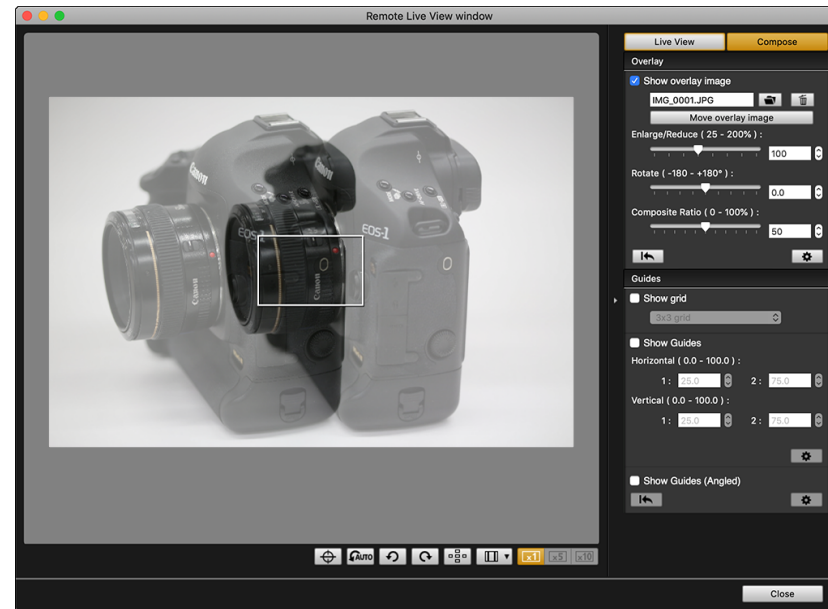 Remote Live View window
Live View
Compose
Overlay
Show overlay image
IMG_0001.JPG
Move overlay image
Enlarge/Reduce ( 25 - 200% ) :
100
Rotate ( -180 - +180° ) :
0.0
Composite Ratio ( 0 - 100% ) :
50
Canon
Canon
EOS-1
EOS-1
Canon
Canon
Guides
Show grid
3x3 grid
Show Guides
Horizontal ( 0.0 - 100.0 ) :
1 : 25.0 2 : 75.0
Vertical ( 0.0 - 100.0 ) :
1 : 25.0 2 : 75.0
Show Guides (Angled)
AUTO
x1 x5 x10
Close